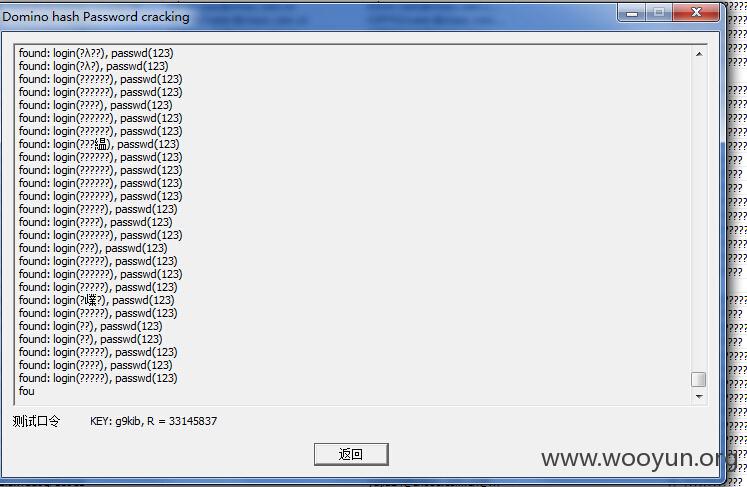 Domino hash Password cracking
found: login(?λ??), passwd(123)
found: login(?λ?), passwd(123)
found: login(??????), passwd(123)
found: login(??????), passwd(123)
found: login(????), passwd(123)
found: login(??????), passwd(123)
found: login(??????), passwd(123)
found: login(???缊), passwd(123)
found: login(??????), passwd(123)
found: login(??????), passwd(123)
found: login(??????), passwd(123)
found: login(??????), passwd(123)
found: login(?????), passwd(123)
found: login(????), passwd(123)
found: login(??????), passwd(123)
found: login(???), passwd(123)
found: login(?????), passwd(123)
found: login(??????), passwd(123)
found: login(?????), passwd(123)
found: login(?㠱?), passwd(123)
found: login(?????), passwd(123)
found: login(??), passwd(123)
found: login(??), passwd(123)
found: login(?????), passwd(123)
found: login(????), passwd(123)
found: login(?????), passwd(123)
fou
测试口令 KEY: g9kib, R = 33145837
返回
www.wooyun.org